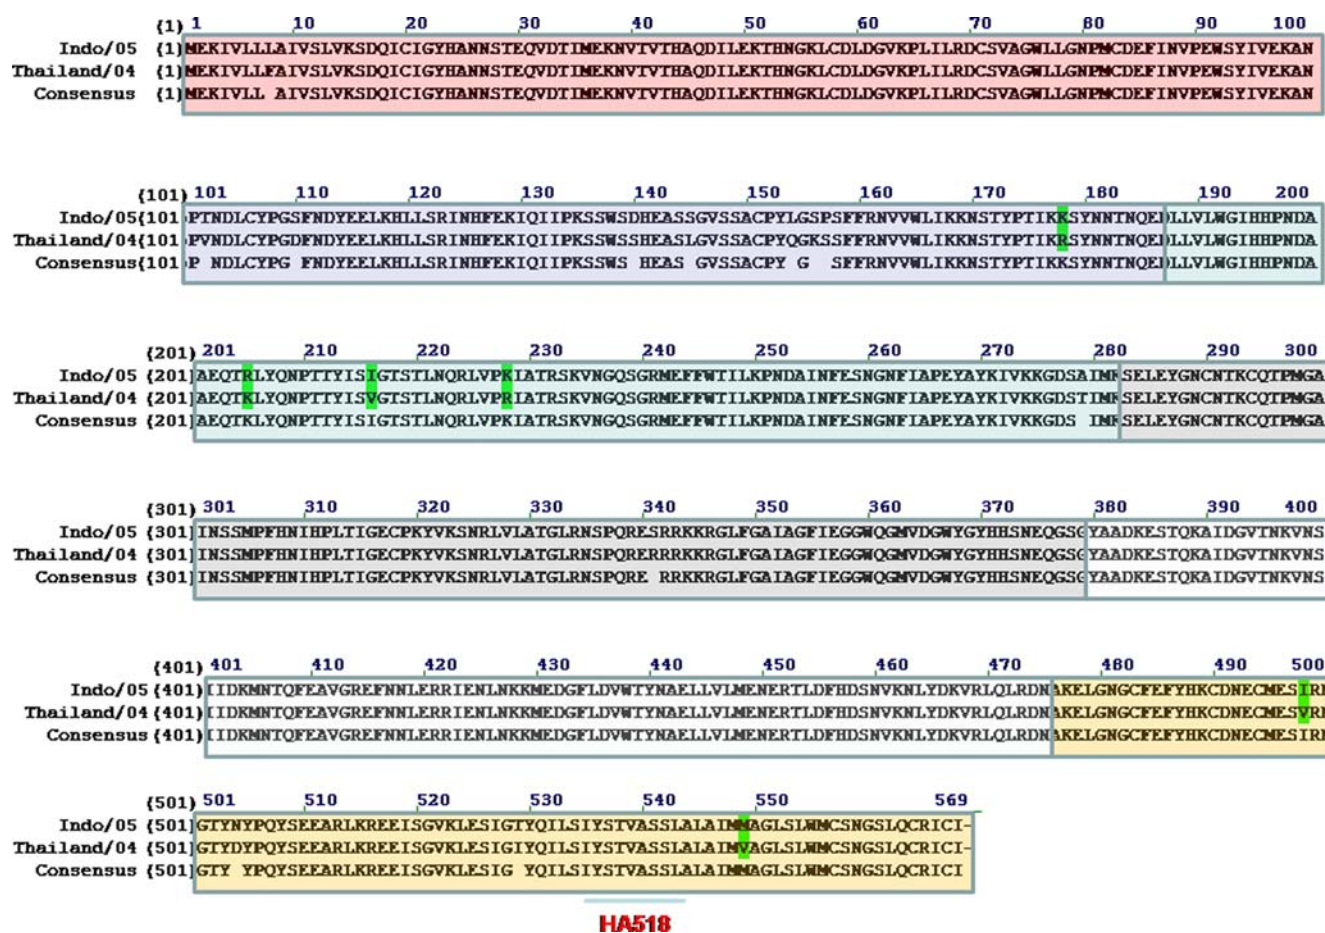 {1} 1 10 20 30 40 50 60 70 80 90 100
Indo/05 {1} MEKIVLLLAIVSLVKSDQICIGYHANNSTEQVDTIMEKNVTVTHAQDILEKTHNGKLCDLDGVKPLILRDCSVAGWLLGNPMCDEFINVPEWSYIVEKAN
Thailand/04 {1} MEKIVLLFAIVSLVKSDQICIGYHANNSTEQVDTIMEKNVTVTHAQDILEKTHNGKLCDLDGVKPLILRDCSVAGWLLGNPMCDEFINVPEWSYIVEKAN
Consensus {1} MEKIVLL AIVSLVKSDQICIGYHANNSTEQVDTIMEKNVTVTHAQDILEKTHNGKLCDLDGVKPLILRDCSVAGWLLGNPMCDEFINVPEWSYIVEKAN
{101} 101 110 120 130 140 150 160 170 180 190 200
Indo/05{101 PTNDLCYPGSFNDYEELKHLLSRINHFEKIQIIPKSSWSDHEASSGVSSACPYLGSPSFFRNVVWLIKKNSTYPTIKKSYNNTNQEDLLVLWGIHHPNDA
Thailand/04{101 PVNDLCYPGDFNDYEELKHLLSRINHFEKIQIIPKSSWSSHEASLGVSSACPYQGKSSFFRNVVWLIKKNSTYPTIKRSYNNTNQEDLLVLWGIHHPNDA
Consensus{101 P NDLCYPG FNDYEELKHLLSRINHFEKIQIIPKSSWS HEAS GVSSACPY G SFFRNVVWLIKKNSTYPTIKKSYNNTNQEDLLVLWGIHHPNDA
{201) 201 210 220 230 240 250 260 270 280 290 300
Indo/05 {201] AEQTRLYQNPTTYISIGTSTLNQRLVPKIATRSKVNGQSGRMEFFWTILKPNDAINFESNGNFIAPEYAYKIVKKGDSAIMKSELEYGNCNTKCQTPMGA
Thailand/04 {201] AEQTKLYQNPTTYISVGTSTLNQRLVPRIATRSKVNGQSGRMEFFWTILKPNDAINFESNGNFIAPEYAYKIVKKGDSTIMKSELEYGNCNTKCQTPMGA
Consensus {201] AEQTKLYQNPTTYISIGTSTLNQRLVPKIATRSKVNGQSGRMEFFWTILKPNDAINFESNGNFIAPEYAYKIVKKGDS IMKSELEYGNCNTKCQTPMGA
{301) 301 310 320 330 340 350 360 370 380 390 400
Indo/05 {301] INSSMPFHNIHPLTIGECPKYVKSNRLVLATGLRNSPQRESRRKKRGLFGAIAGFIEGGWQGMVDGWYGYHHSNEQGSGYAADKESTQKAIDGVTNKVNS
Thailand/04 {301] INSSMPFHNIHPLTIGECPKYVKSNRLVLATGLRNSPQRERRRKKRGLFGAIAGFIEGGWQGMVDGWYGYHHSNEQGSGYAADKESTQKAIDGVTNKVNS
Consensus {301] INSSMPFHNIHPLTIGECPKYVKSNRLVLATGLRNSPQRE RRKKRGLFGAIAGFIEGGWQGMVDGWYGYHHSNEQGSGYAADKESTQKAIDGVTNKVNS
{401) 401 410 420 430 440 450 460 470 480 490 500
Indo/05 {401) IIDKMNTQFEAVGREFNNLERRIENLNKKMEDGFLDVWTYNAELLVLMENERTLDFHDSNVKNLYDKVRLQLRDNAKELGNGCFEFYHKCDNECMESIRN
Thailand/04 {401) IIDKMNTQFEAVGREFNNLERRIENLNKKMEDGFLDVWTYNAELLVLMENERTLDFHDSNVKNLYDKVRLQLRDNAKELGNGCFEFYHKCDNECMESVRN
Consensus {401) IIDKMNTQFEAVGREFNNLERRIENLNKKMEDGFLDVWTYNAELLVLMENERTLDFHDSNVKNLYDKVRLQLRDNAKELGNGCFEFYHKCDNECMESIRN
{501) 501 510 520 530 540 550 569
Indo/05 {501] GTYNYPQYSEEARLKREEISGVKLESIGTYQILSIYSTVASSLALAIMMAGLSLWMCSNGSLQCRICI-
Thailand/04 {501] GTYDYPQYSEEARLKREEISGVKLESIGIYQILSIYSTVASSLALAIMVAGLSLWMCSNGSLQCRICI-
Consensus {501] GTY YPQYSEEARLKREEISGVKLESIG YQILSIYSTVASSLALAIMMAGLSLWMCSNGSLQCRICI
HA518